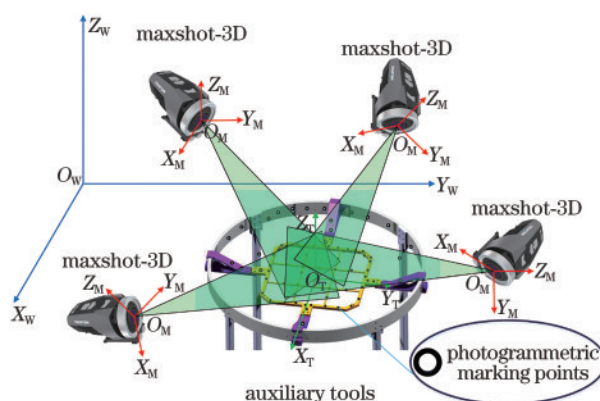 Z_W
maxshot-3D
maxshot-3D
Z_M
Y_M
X_M
O_M
Z_M
X_M
O_M
Y_M
O_W
Y_W
X_W
maxshot-3D
X_M
Z_M
O_M
Y_M
maxshot-3D
Z_M
Y_M
O_M
X_M
Z_T
O_T
Y_T
X_T
photogrammetric
marking points
auxiliary tools